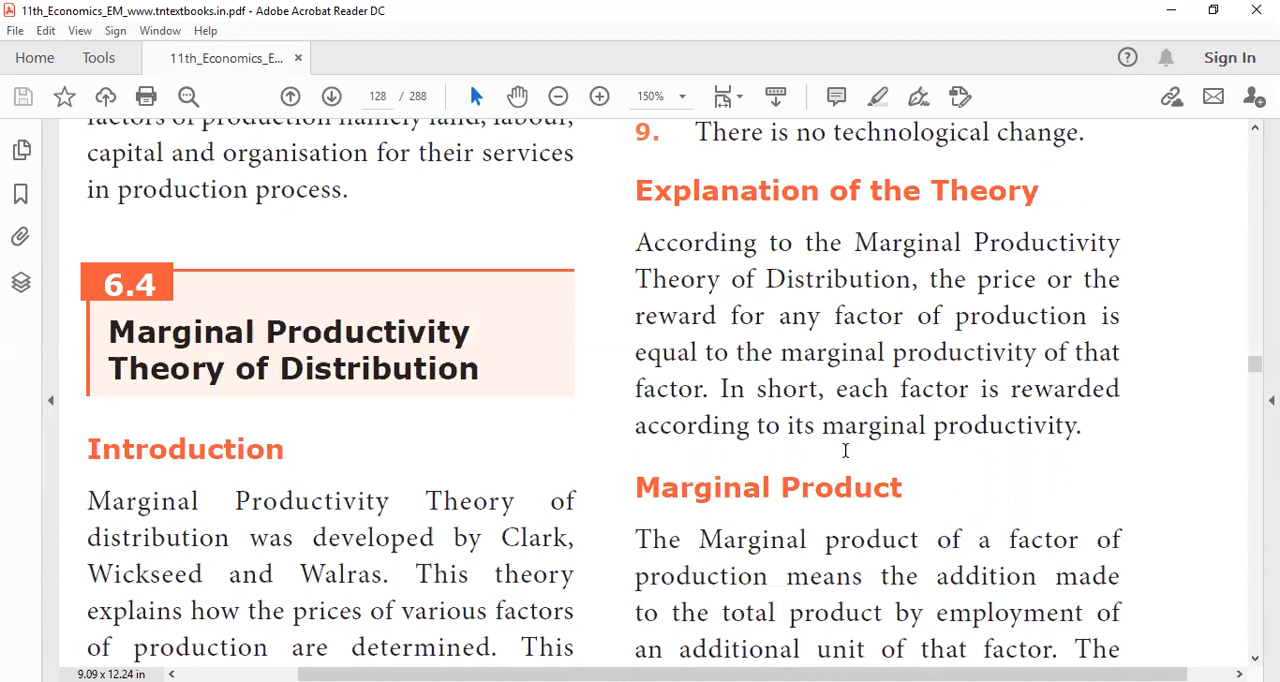 11th_Economics_EM_www.tntextbooks.in.pdf - Adobe Acrobat Reader DC
File Edit View Sign Window Help
Home Tools 11th_Economics_E... × Sign In
128 / 288 150%
factors of production namely land, labour,
capital and organisation for their services
in production process.
6.4
Marginal Productivity
Theory of Distribution
Introduction
Marginal Productivity Theory of
distribution was developed by Clark,
Wickseed and Walras. This theory
explains how the prices of various factors
of production are determined. This
9. There is no technological change.
Explanation of the Theory
According to the Marginal Productivity
Theory of Distribution, the price or the
reward for any factor of production is
equal to the marginal productivity of that
factor. In short, each factor is rewarded
according to its marginal productivity.
Marginal Product
The Marginal product of a factor of
production means the addition made
to the total product by employment of
an additional unit of that factor. The
9.09 x 12.24 in